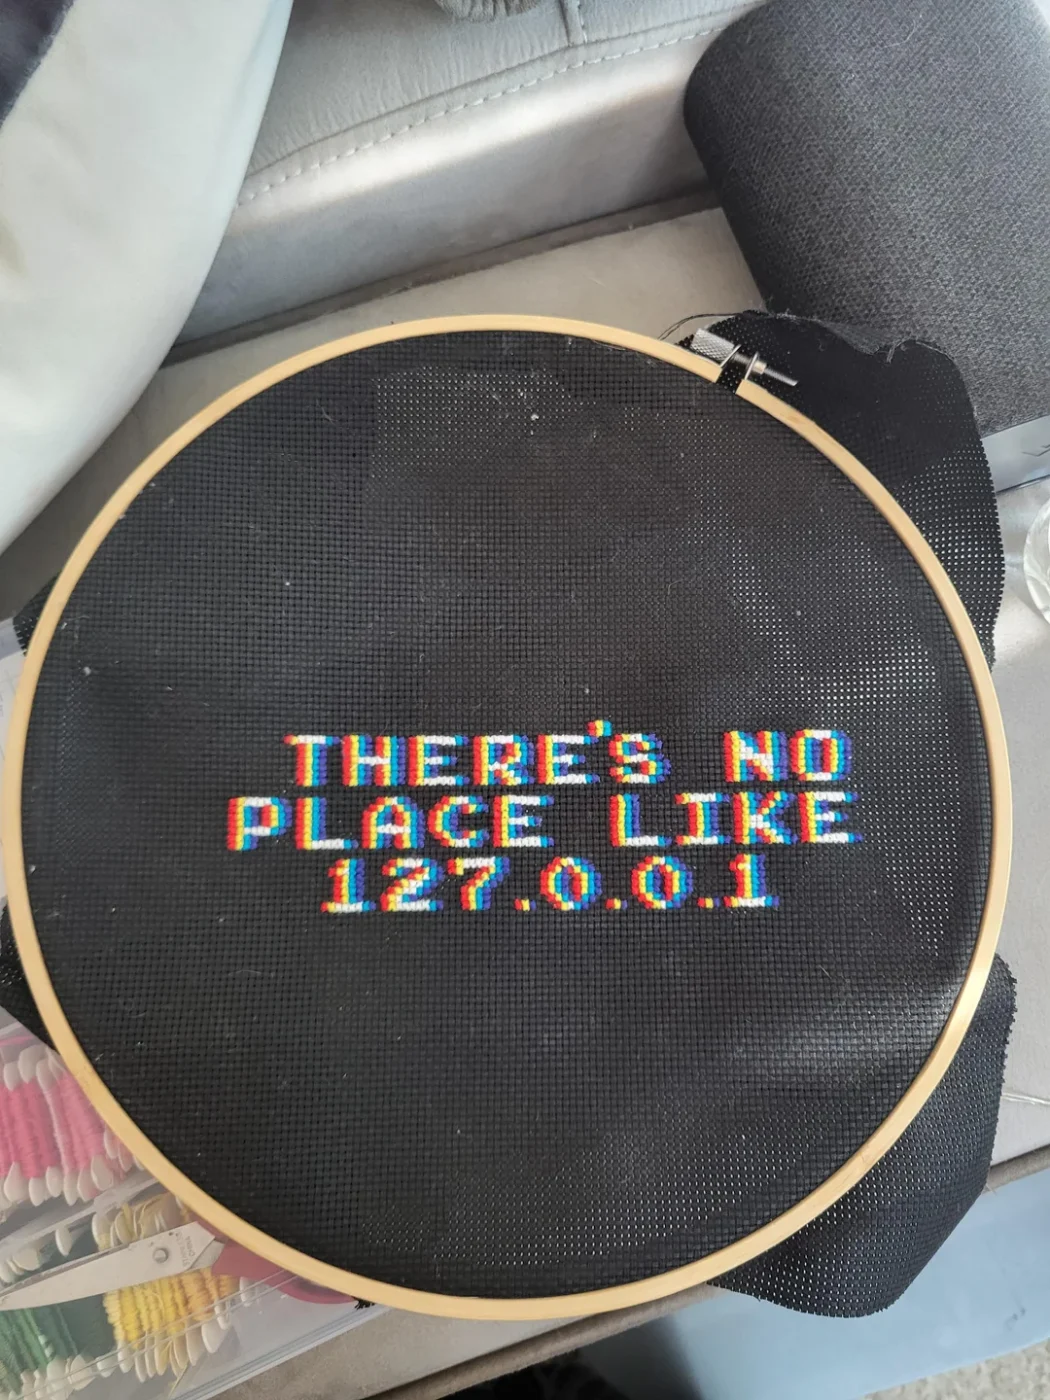 THERE'S NO
PLACE LIKE
127.0.0.1